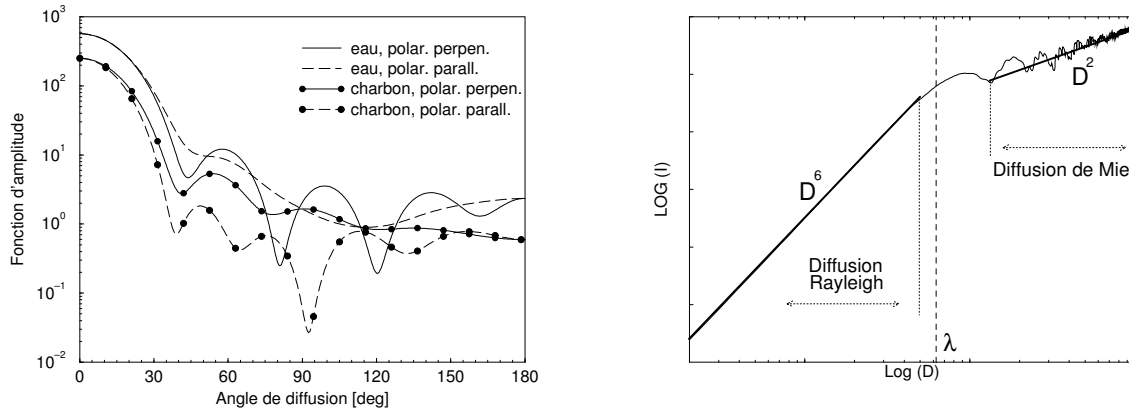 10^3
10^2
10^1
10^0
10^-1
10^-2
Fonction d'amplitude
eau, polar. perpen.
eau, polar. parall.
charbon, polar. perpen.
charbon, polar. parall.
0 30 60 90 120 150 180
Angle de diffusion [deg]
LOG (I)
D^6
D^2
Diffusion de Mie
Diffusion
Rayleigh
λ
Log (D)